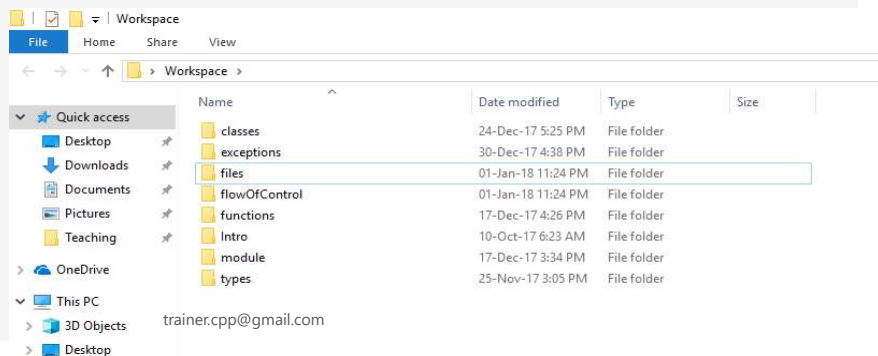 Workspace
File Home Share View
Workspace
Name Date modified Type Size
Quick access
Desktop
Downloads
Documents
Pictures
Teaching
OneDrive
This PC
3D Objects
Desktop
classes 24-Dec-17 5:25 PM File folder
exceptions 30-Dec-17 4:38 PM File folder
files 01-Jan-18 11:24 PM File folder
flowOfControl 01-Jan-18 11:24 PM File folder
functions 17-Dec-17 4:26 PM File folder
Intro 10-Oct-17 6:23 AM File folder
module 17-Dec-17 3:34 PM File folder
types 25-Nov-17 3:05 PM File folder
trainer.cpp@gmail.com